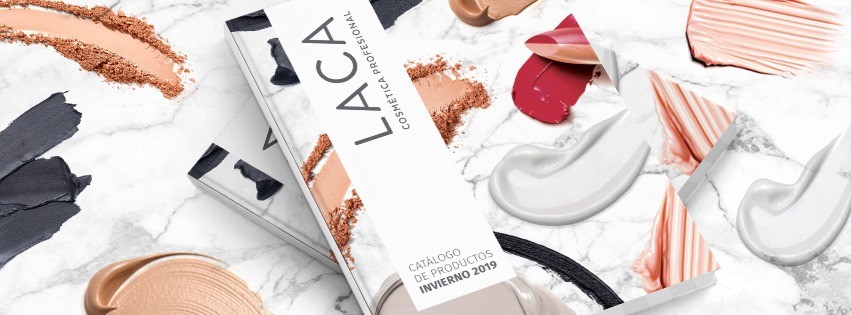 LACA
COSMÉTICA PROFESIONAL
CATÁLOGO
DE PRODUCTOS
INVIERNO 2019